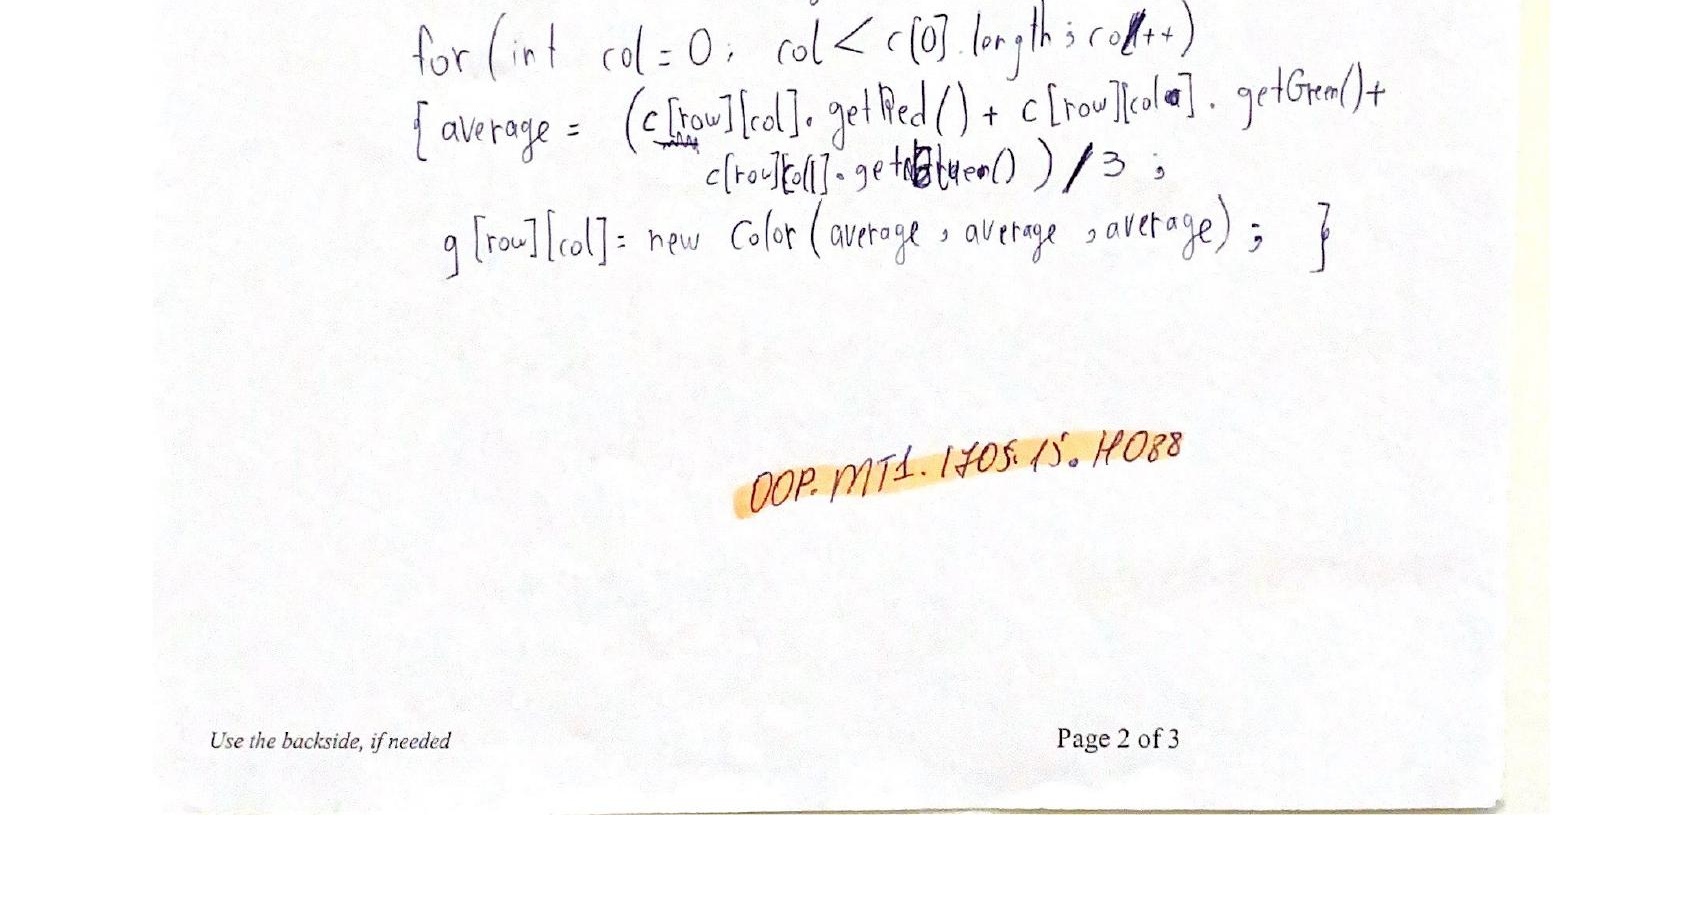 for (int col = 0; col < c[0].length; col++)
{ average = (c[row][col]. getRed() + c[row][col]. getGreen() +
c[row][col]. get ) / 3 ;
g [row][col] = new Color (average , average , average) ; }
OOP. MT1. 1705. 15. H088
Use the backside, if needed
Page 2 of 3